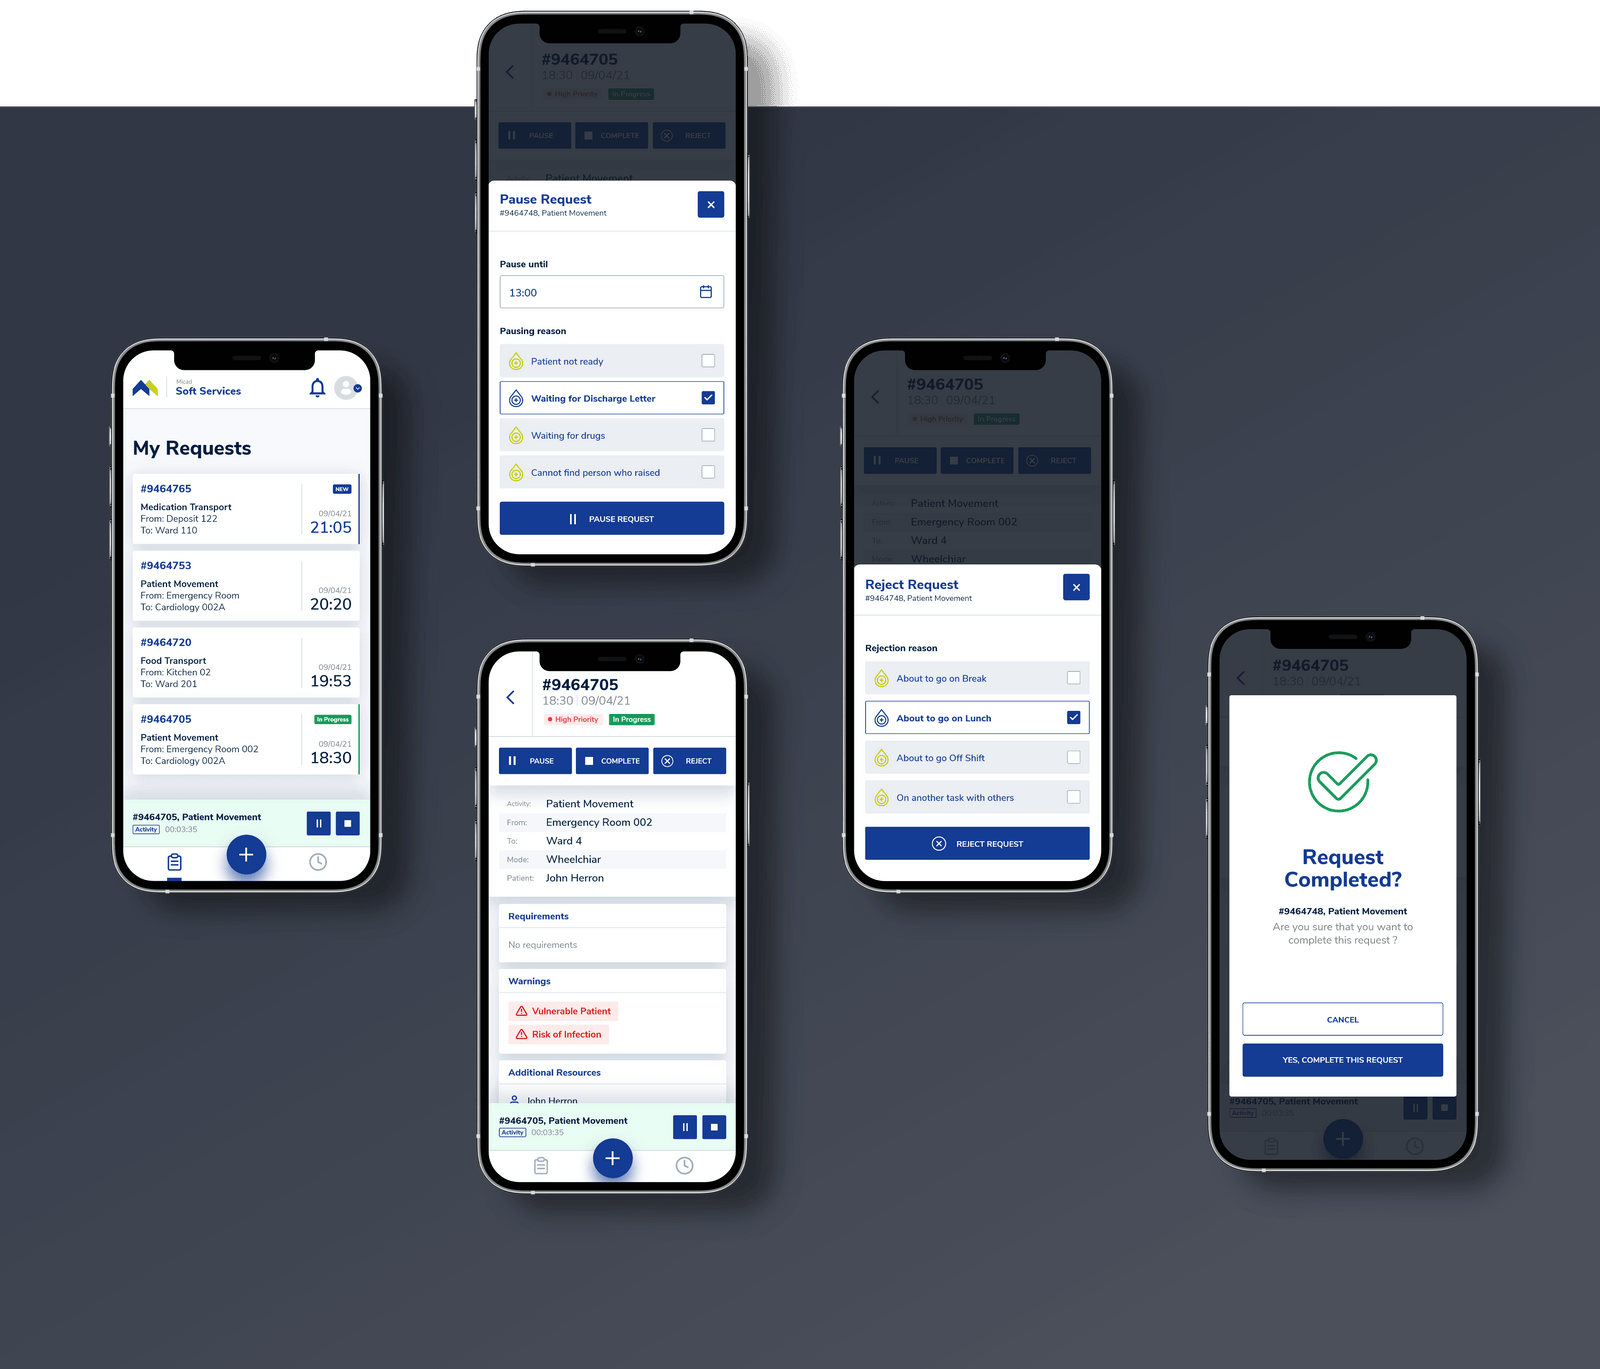 Micad
Soft Services
My Requests
#9464765
NEW
Medication Transport
From: Deposit 122
To: Ward 110
09/04/21
21:05
#9464753
Patient Movement
From: Emergency Room
To: Cardiology 002A
09/04/21
20:20
#9464720
Food Transport
From: Kitchen 02
To: Ward 201
09/04/21
19:53
#9464705
In Progress
Patient Movement
From: Emergency Room 002
To: Cardiology 002A
09/04/21
18:30
#9464705, Patient Movement
Activity 00:03:35
#9464705
18:30 09/04/21
High Priority In Progress
PAUSE COMPLETE REJECT
Activity: Patient Movement
Pause Request
#9464748, Patient Movement
Pause until
13:00
Pausing reason
Patient not ready
Waiting for Discharge Letter
Waiting for drugs
Cannot find person who raised
PAUSE REQUEST
#9464705
18:30 09/04/21
High Priority In Progress
PAUSE COMPLETE REJECT
Activity: Patient Movement
From: Emergency Room 002
To: Ward 4
Mode: Wheelchiar
Patient: John Herron
Requirements
No requirements
Warnings
Vulnerable Patient
Risk of Infection
Additional Resources
John Herron
#9464705, Patient Movement
Activity 00:03:35
#9464705
18:30 09/04/21
High Priority In Progress
PAUSE COMPLETE REJECT
Activity: Patient Movement
From: Emergency Room 002
To: Ward 4
Mode: Wheelchiar
Reject Request
#9464748, Patient Movement
Rejection reason
About to go on Break
About to go on Lunch
About to go Off Shift
On another task with others
REJECT REQUEST
#9464705
18:30 09/04/21
Request
Completed?
#9464748, Patient Movement
Are you sure that you want to
complete this request ?
CANCEL
YES, COMPLETE THIS REQUEST
#9464705, Patient Movement
Activity 00:03:35